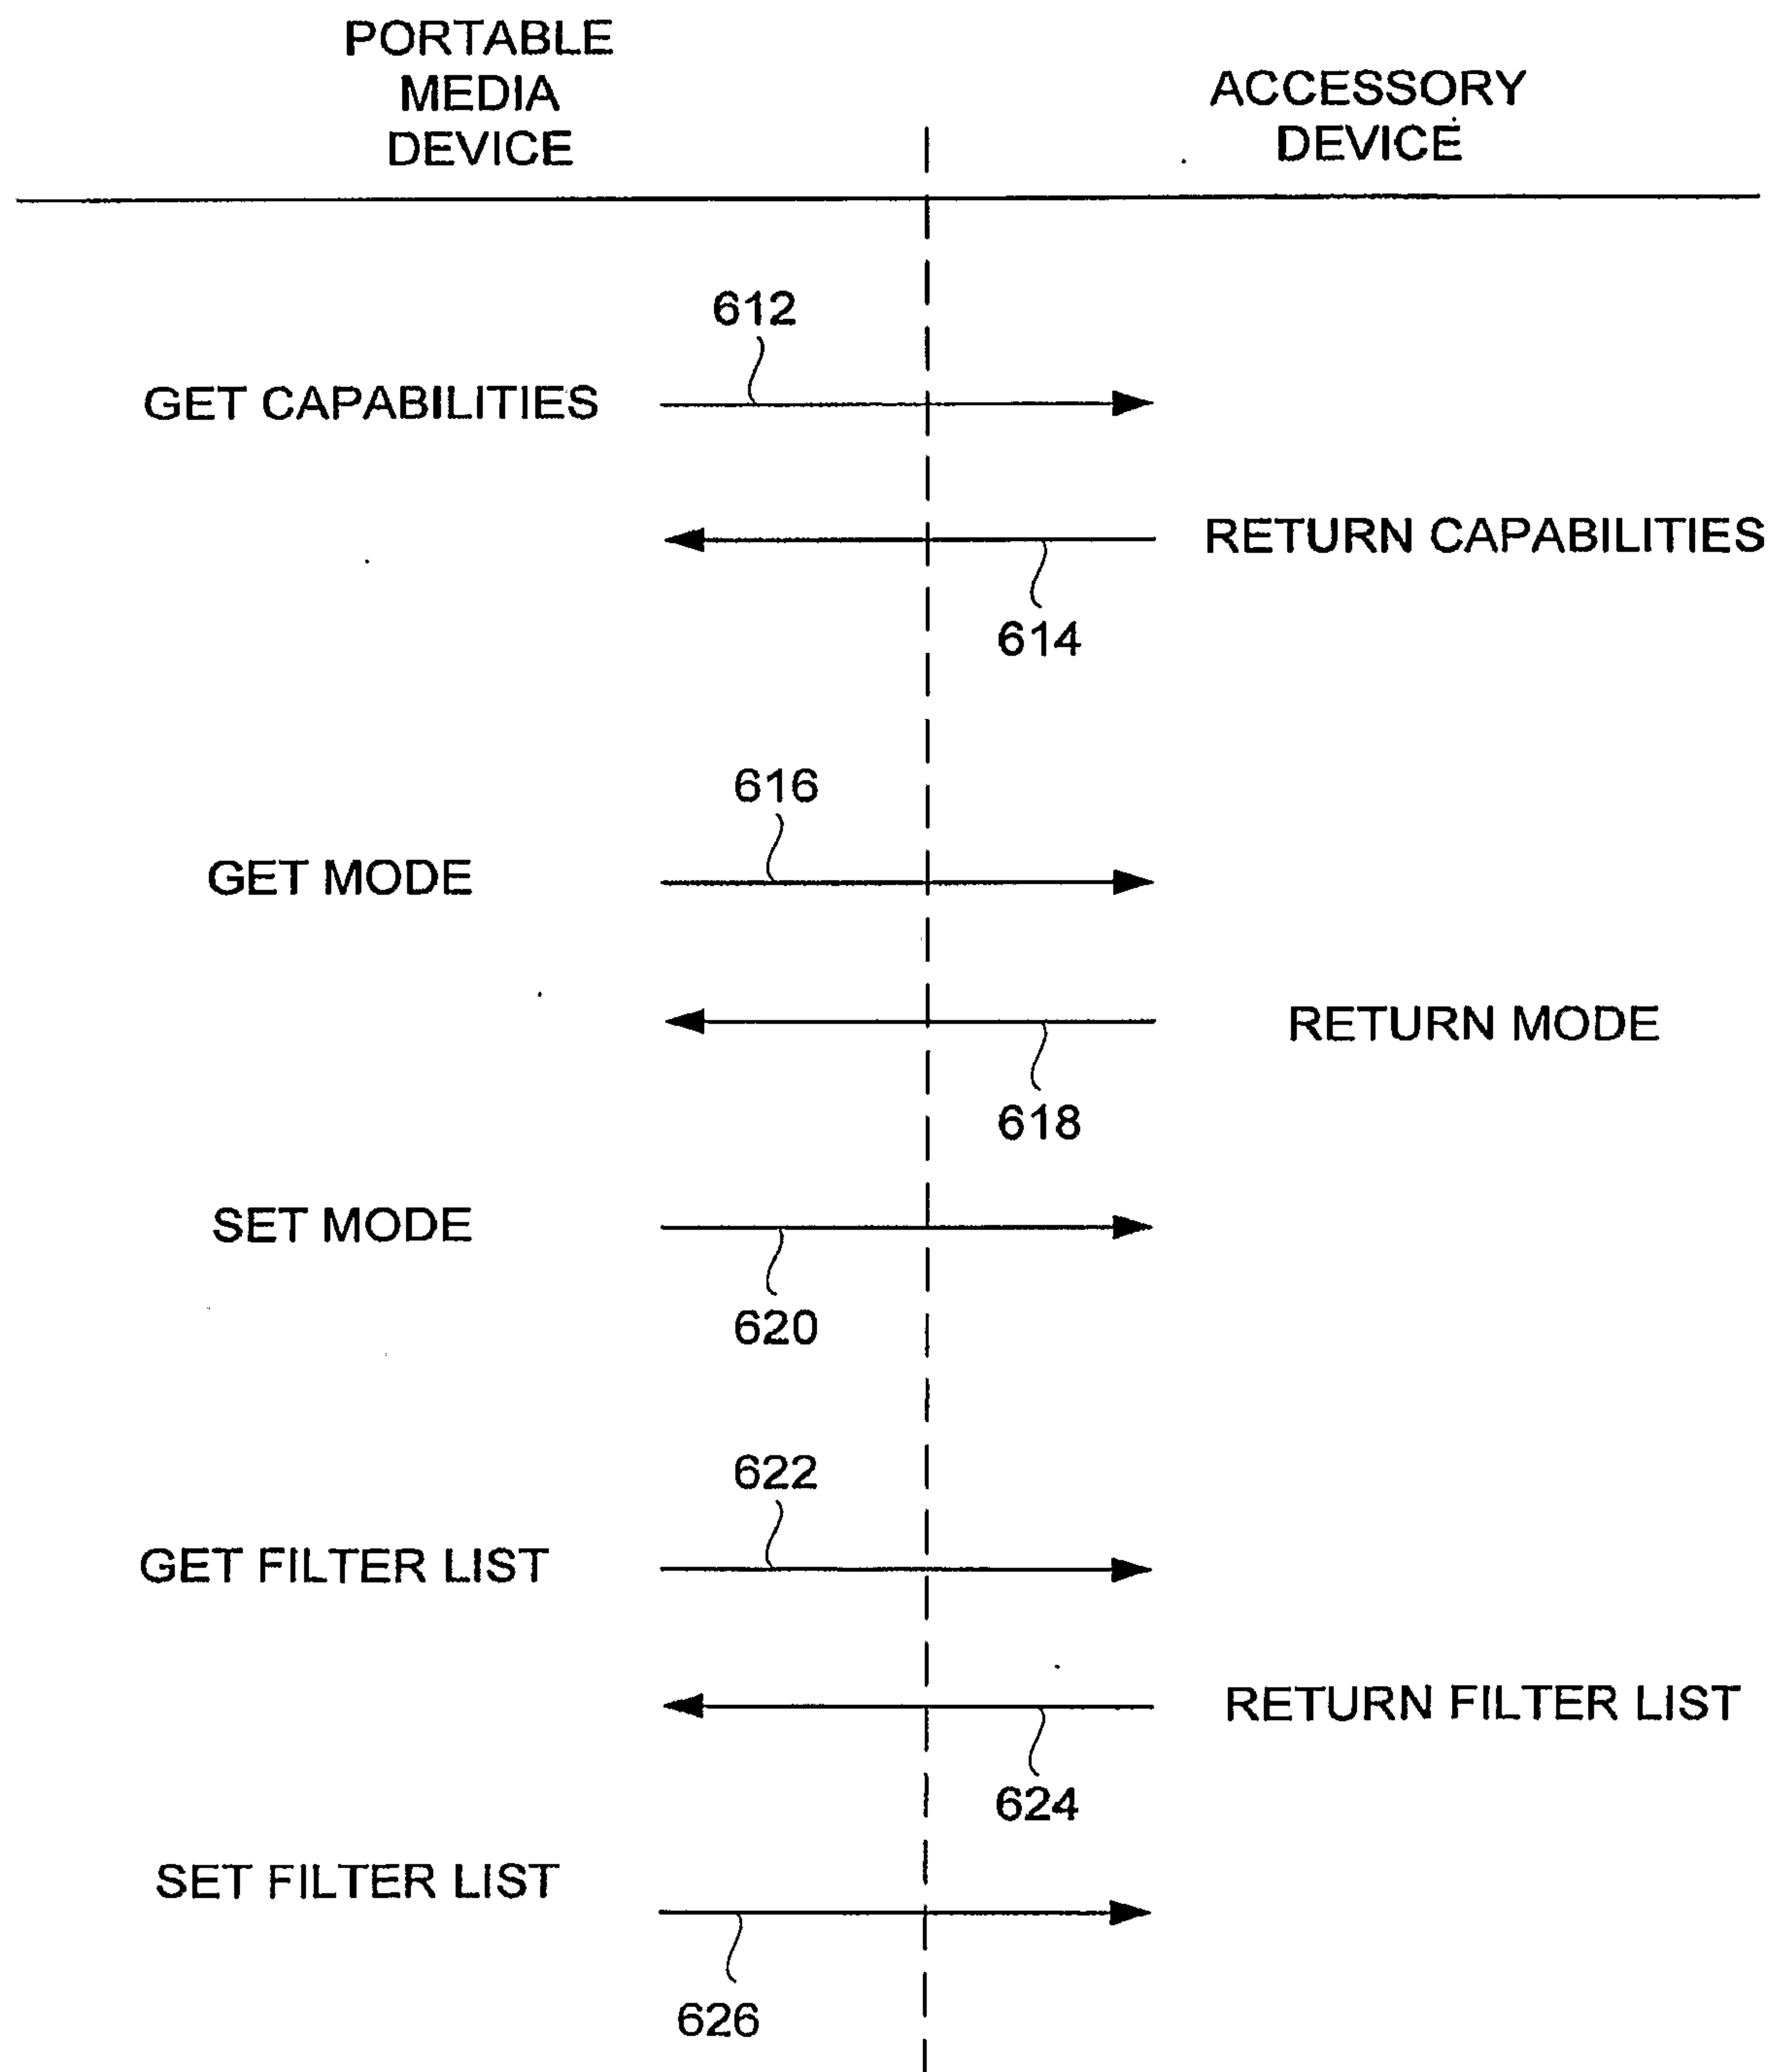 PORTABLE
MEDIA
DEVICE
ACCESSORY
DEVICE
612
GET CAPABILITIES
RETURN CAPABILITIES
614
616
GET MODE
RETURN MODE
618
SET MODE
620
622
GET FILTER LIST
RETURN FILTER LIST
624
SET FILTER LIST
626